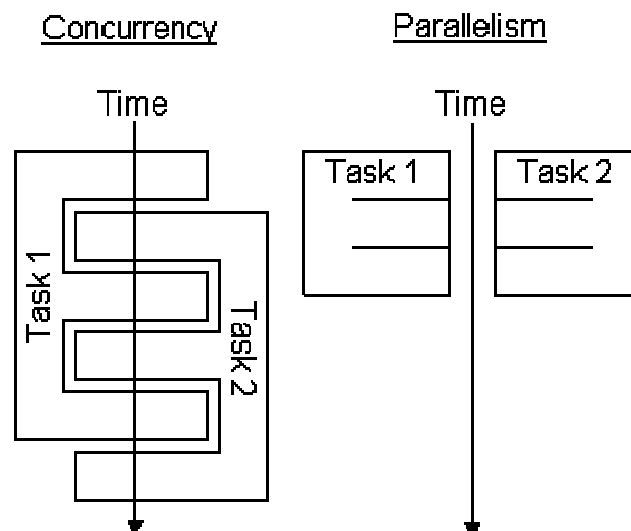 Concurrency
Time
Task 1
Task 2
Parallelism
Time
Task 1
Task 2